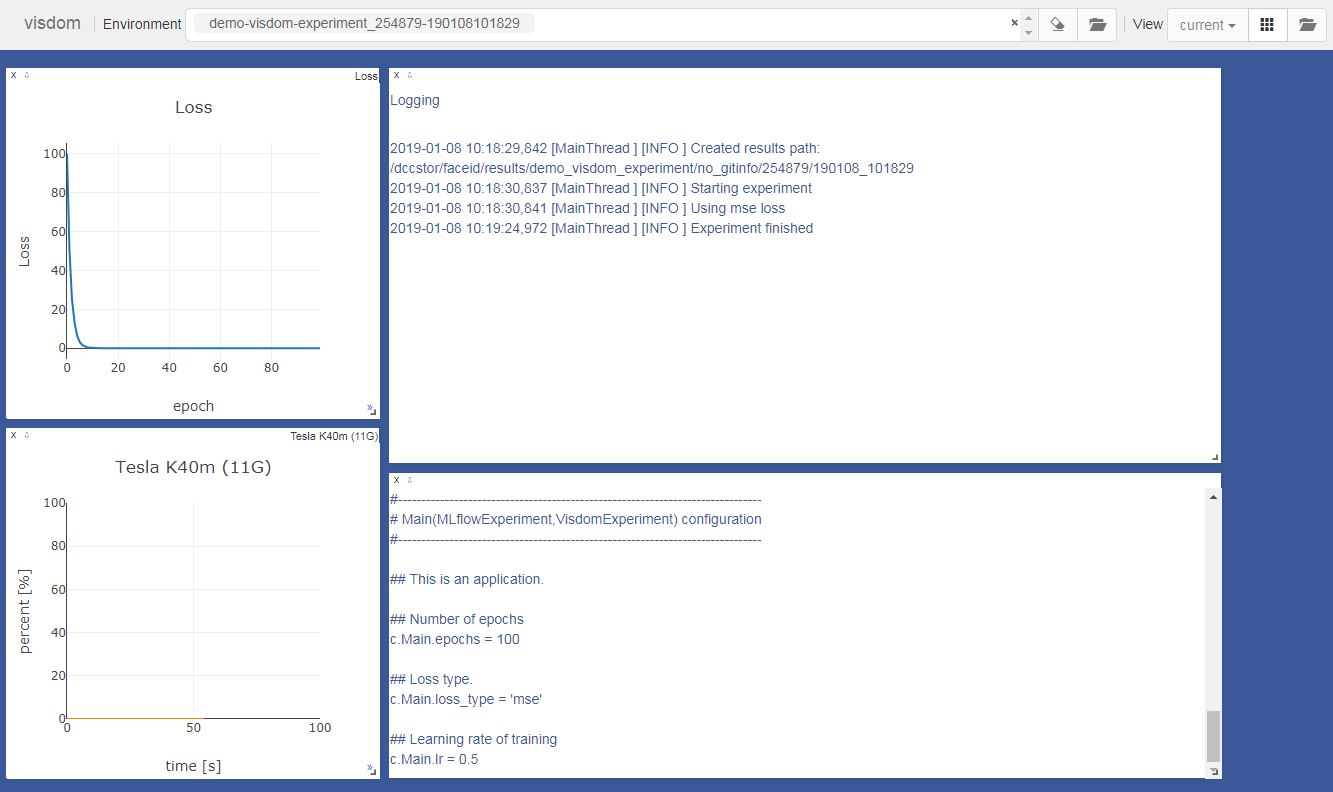 visdom Environment demo-visdom-experiment_254879-190108101829 × View current
X Loss
Loss
100
80
60
40
20
0
Loss
0 20 40 60 80
epoch
»
X
Logging
2019-01-08 10:18:29,842 [MainThread ] [INFO ] Created results path:
/dccstor/faceid/results/demo_visdom_experiment/no_gitinfo/254879/190108_101829
2019-01-08 10:18:30,837 [MainThread ] [INFO ] Starting experiment
2019-01-08 10:18:30,841 [MainThread ] [INFO ] Using mse loss
2019-01-08 10:19:24,972 [MainThread ] [INFO ] Experiment finished
X Tesla K40m (11G)
Tesla K40m (11G)
100
80
60
40
20
0
percent [%]
0 50 100
time [s]
»
X
#------------------------------------------------------------------------------
# Main(MLflowExperiment,VisdomExperiment) configuration
#------------------------------------------------------------------------------
## This is an application.
## Number of epochs
c.Main.epochs = 100
## Loss type.
c.Main.loss_type = 'mse'
## Learning rate of training
c.Main.lr = 0.5